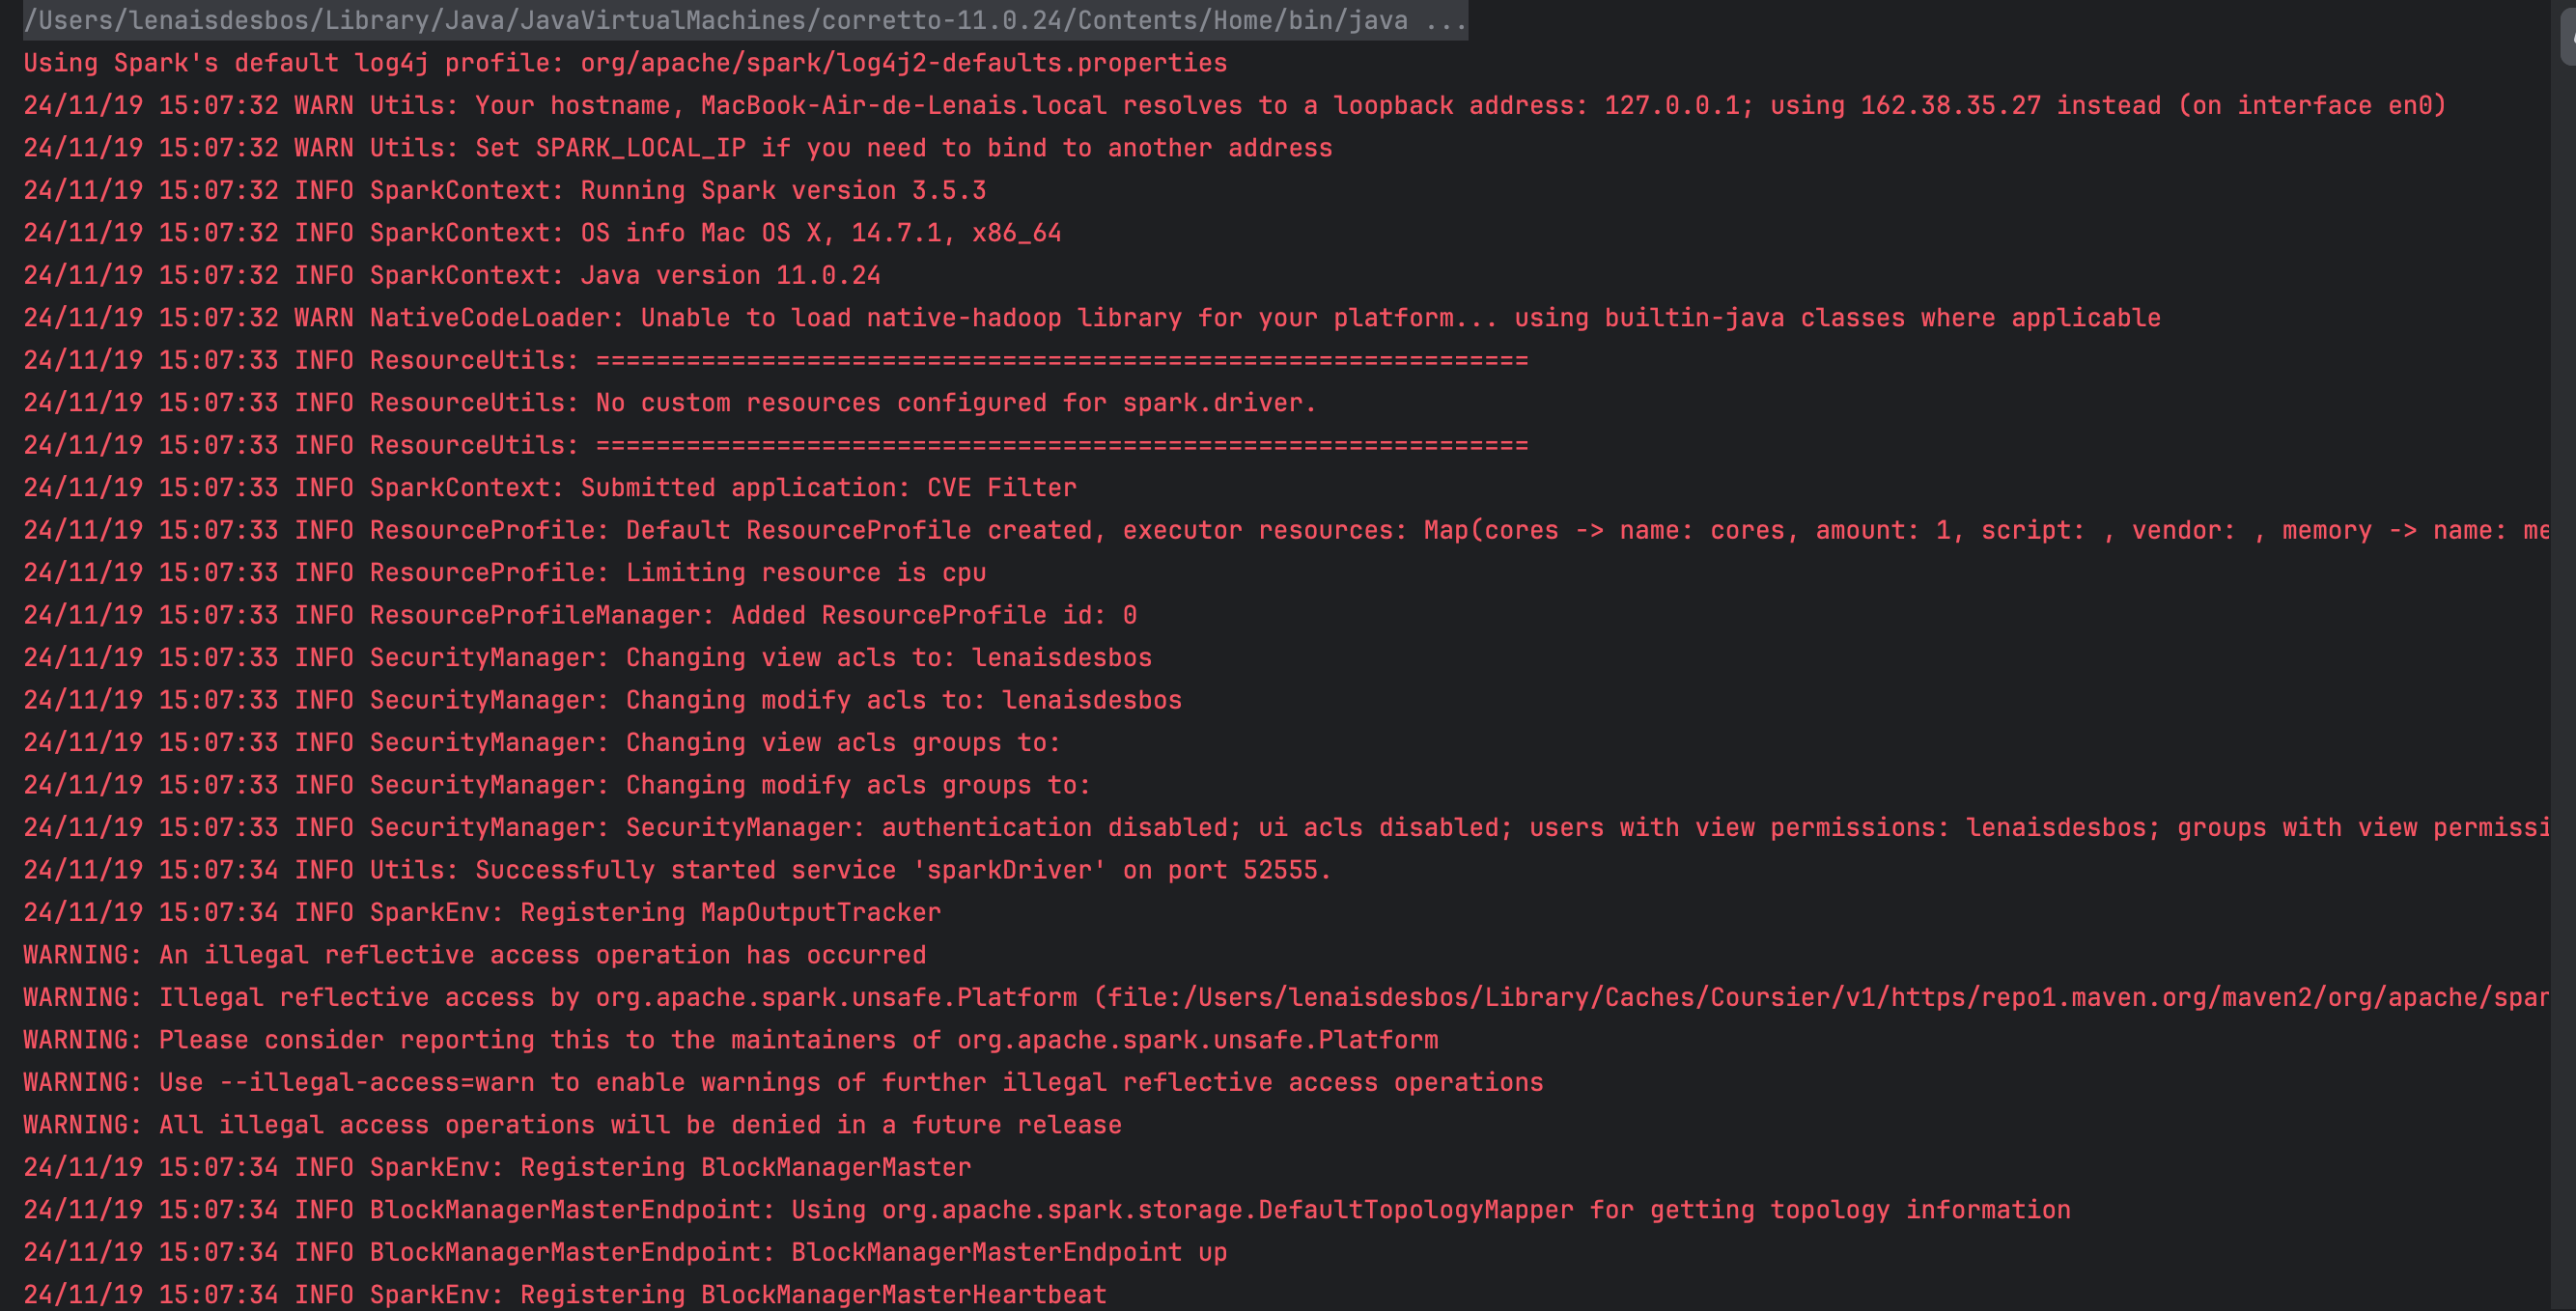 /Users/lenaisdesbos/Library/Java/JavaVirtualMachines/corretto-11.0.24/Contents/Home/bin/java ...
Using Spark's default log4j profile: org/apache/spark/log4j2-defaults.properties
24/11/19 15:07:32 WARN Utils: Your hostname, MacBook-Air-de-Lenais.local resolves to a loopback address: 127.0.0.1; using 162.38.35.27 instead (on interface en0)
24/11/19 15:07:32 WARN Utils: Set SPARK_LOCAL_IP if you need to bind to another address
24/11/19 15:07:32 INFO SparkContext: Running Spark version 3.5.3
24/11/19 15:07:32 INFO SparkContext: OS info Mac OS X, 14.7.1, x86_64
24/11/19 15:07:32 INFO SparkContext: Java version 11.0.24
24/11/19 15:07:32 WARN NativeCodeLoader: Unable to load native-hadoop library for your platform... using builtin-java classes where applicable
24/11/19 15:07:33 INFO ResourceUtils: ==============================================================
24/11/19 15:07:33 INFO ResourceUtils: No custom resources configured for spark.driver.
24/11/19 15:07:33 INFO ResourceUtils: ==============================================================
24/11/19 15:07:33 INFO SparkContext: Submitted application: CVE Filter
24/11/19 15:07:33 INFO ResourceProfile: Default ResourceProfile created, executor resources: Map(cores -> name: cores, amount: 1, script: , vendor: , memory -> name: me
24/11/19 15:07:33 INFO ResourceProfile: Limiting resource is cpu
24/11/19 15:07:33 INFO ResourceProfileManager: Added ResourceProfile id: 0
24/11/19 15:07:33 INFO SecurityManager: Changing view acls to: lenaisdesbos
24/11/19 15:07:33 INFO SecurityManager: Changing modify acls to: lenaisdesbos
24/11/19 15:07:33 INFO SecurityManager: Changing view acls groups to:
24/11/19 15:07:33 INFO SecurityManager: Changing modify acls groups to:
24/11/19 15:07:33 INFO SecurityManager: SecurityManager: authentication disabled; ui acls disabled; users with view permissions: lenaisdesbos; groups with view permissi
24/11/19 15:07:34 INFO Utils: Successfully started service 'sparkDriver' on port 52555.
24/11/19 15:07:34 INFO SparkEnv: Registering MapOutputTracker
WARNING: An illegal reflective access operation has occurred
WARNING: Illegal reflective access by org.apache.spark.unsafe.Platform (file:/Users/lenaisdesbos/Library/Caches/Coursier/v1/https/repo1.maven.org/maven2/org/apache/spar
WARNING: Please consider reporting this to the maintainers of org.apache.spark.unsafe.Platform
WARNING: Use --illegal-access=warn to enable warnings of further illegal reflective access operations
WARNING: All illegal access operations will be denied in a future release
24/11/19 15:07:34 INFO SparkEnv: Registering BlockManagerMaster
24/11/19 15:07:34 INFO BlockManagerMasterEndpoint: Using org.apache.spark.storage.DefaultTopologyMapper for getting topology information
24/11/19 15:07:34 INFO BlockManagerMasterEndpoint: BlockManagerMasterEndpoint up
24/11/19 15:07:34 INFO SparkEnv: Registering BlockManagerMasterHeartbeat